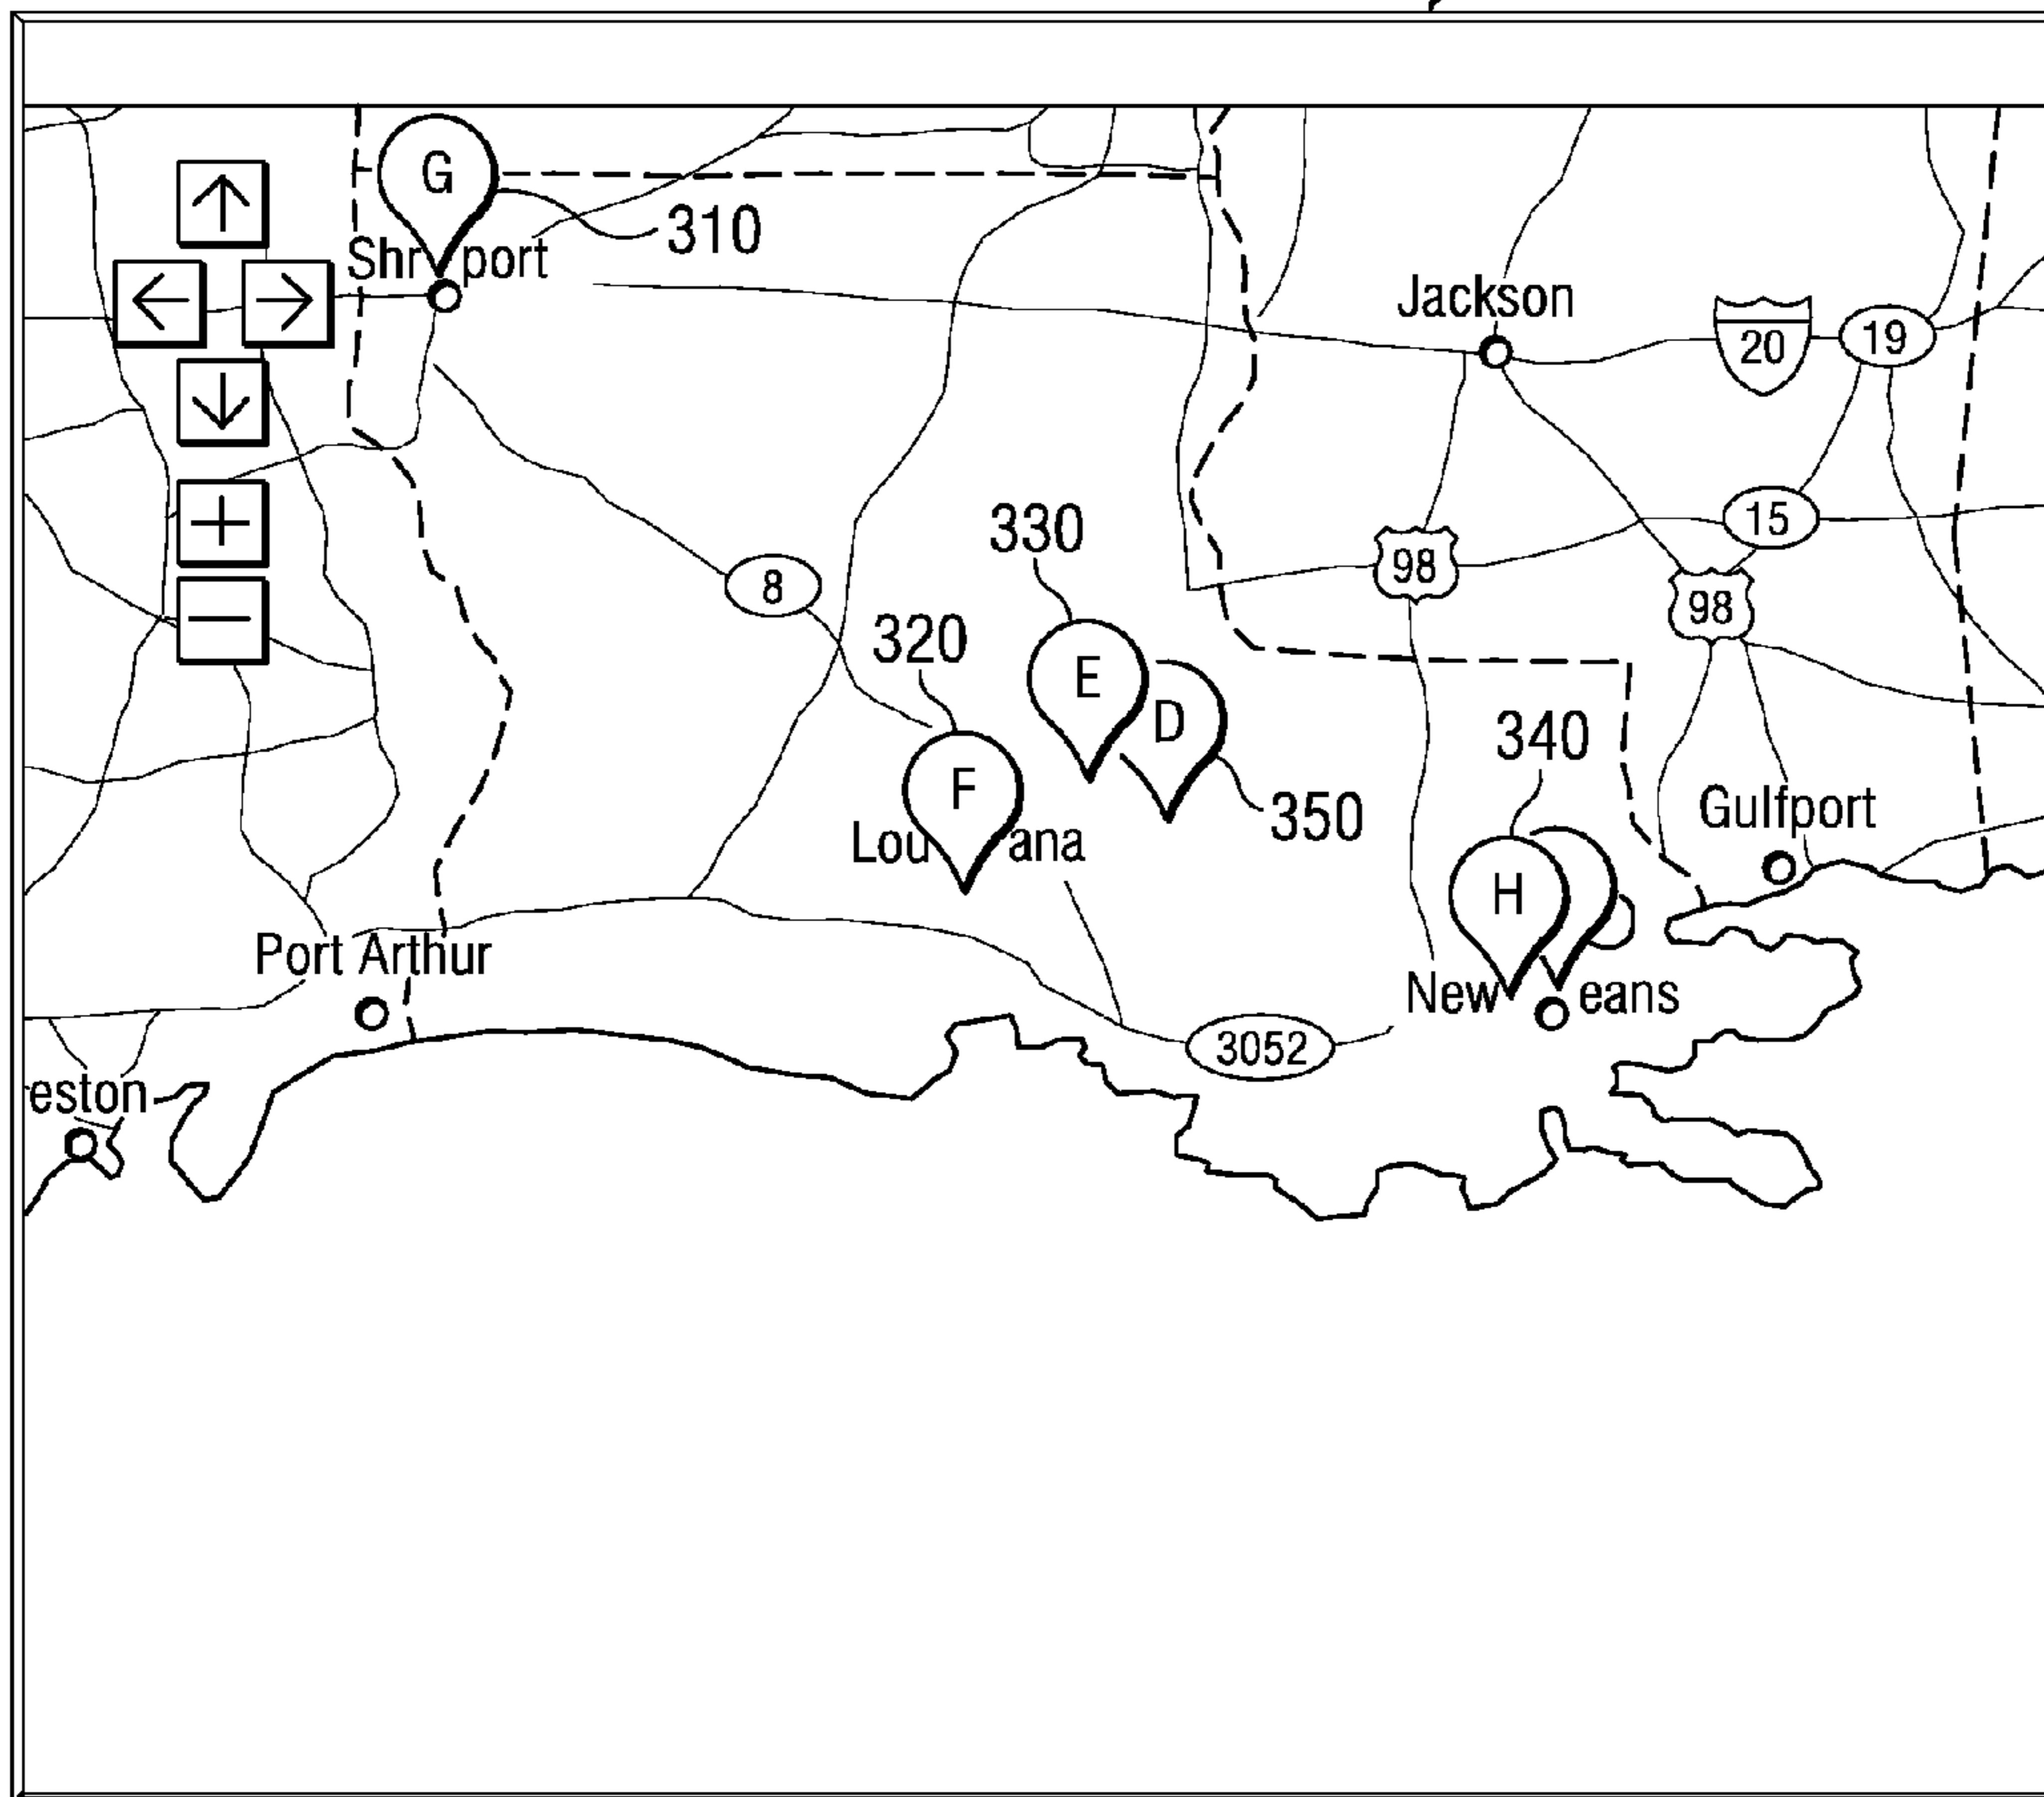 G
310
Shr port
Jackson
20
19
330
15
98
8
98
320
E
D
340
F
350
Gulfport
Lou ana
H
Port Arthur
New eans
3052
eston